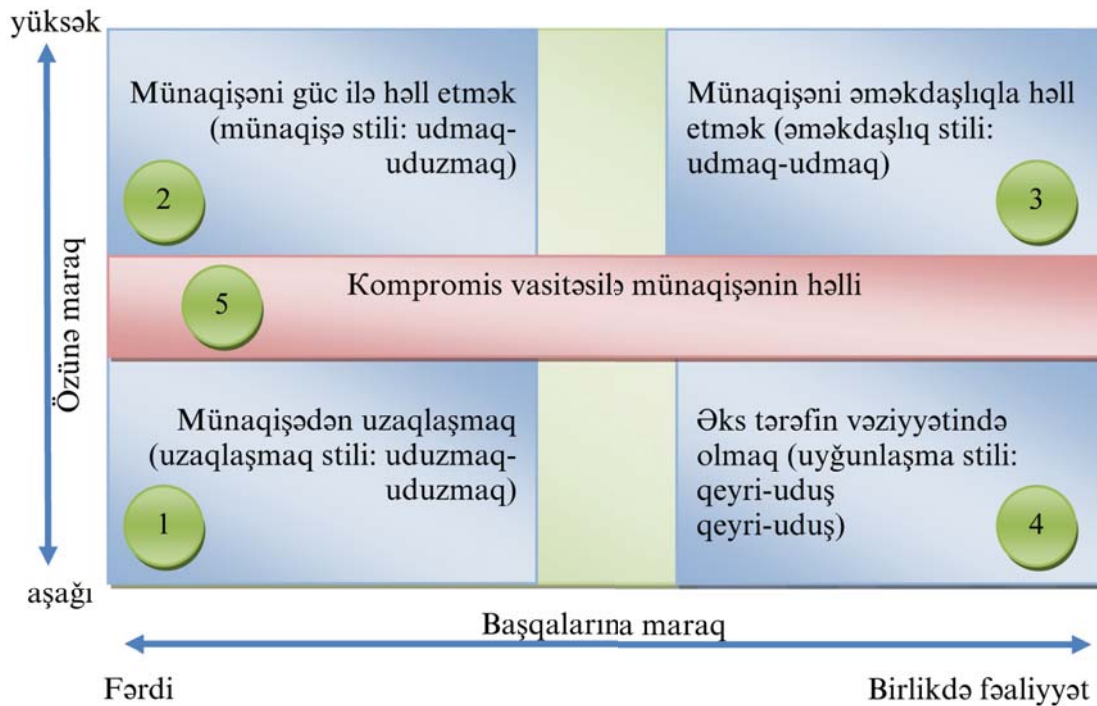 yüksək
Münaqişəni güc ilə həll etmək
(münaqişə stili: udmaq-
uduzmaq)
2
Münaqişəni əməkdaşlıqla həll
etmək (əməkdaşlıq stili:
udmaq-udmaq)
3
Özünə maraq
5
Kompromis vasitəsilə münaqişənin həlli
Münaqişədən uzaqlaşmaq
(uzaqlaşmaq stili: uduzmaq-
uduzmaq)
1
Əks tərəfin vəziyyətində
olmaq (uyğunlaşma stili:
qeyri-uduş
qeyri-uduş)
4
aşağı
Başqalarına maraq
Fərdi
Birlikdə fəaliyyət